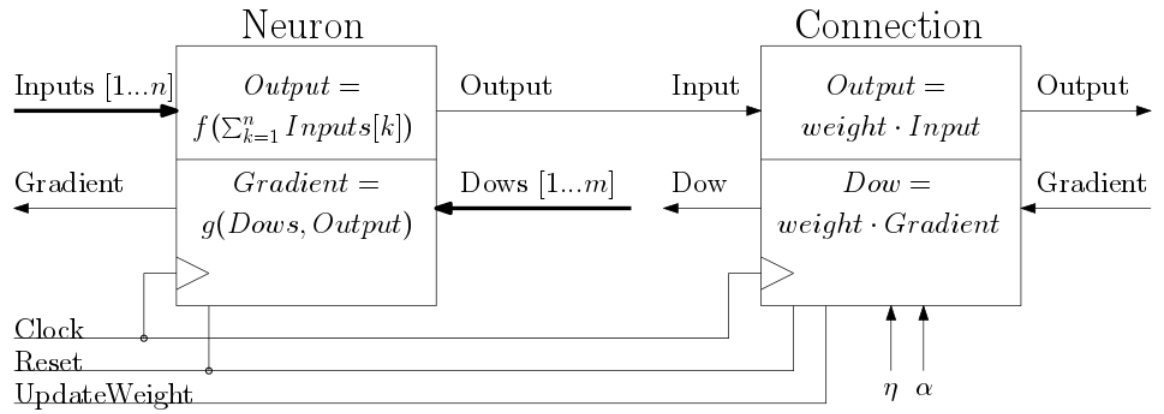 Neuron
Connection
Inputs [1...n]
Output =
f(∑ⁿₖ₌₁ Inputs[k])
Output
Input
Output =
weight · Input
Output
Gradient
Gradient =
g(Dows, Output)
Dows [1...m]
Dow
Dow =
weight · Gradient
Gradient
Clock
Reset
UpdateWeight
η α